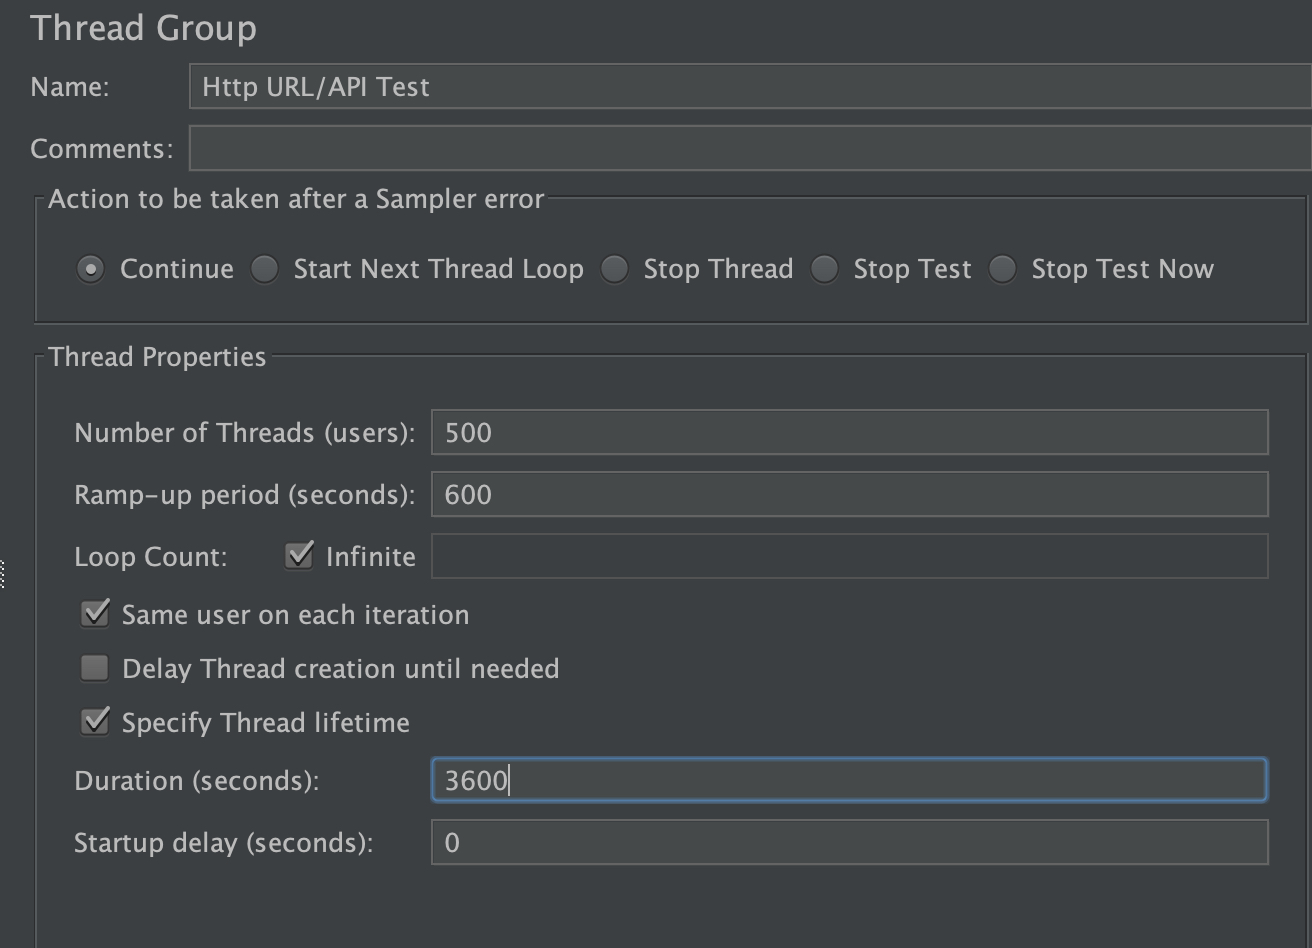 Thread Group
Name: Http URL/API Test
Comments:
Action to be taken after a Sampler error
Continue Start Next Thread Loop Stop Thread Stop Test Stop Test Now
Thread Properties
Number of Threads (users): 500
Ramp-up period (seconds): 600
Loop Count: Infinite
Same user on each iteration
Delay Thread creation until needed
Specify Thread lifetime
Duration (seconds): 3600
Startup delay (seconds): 0